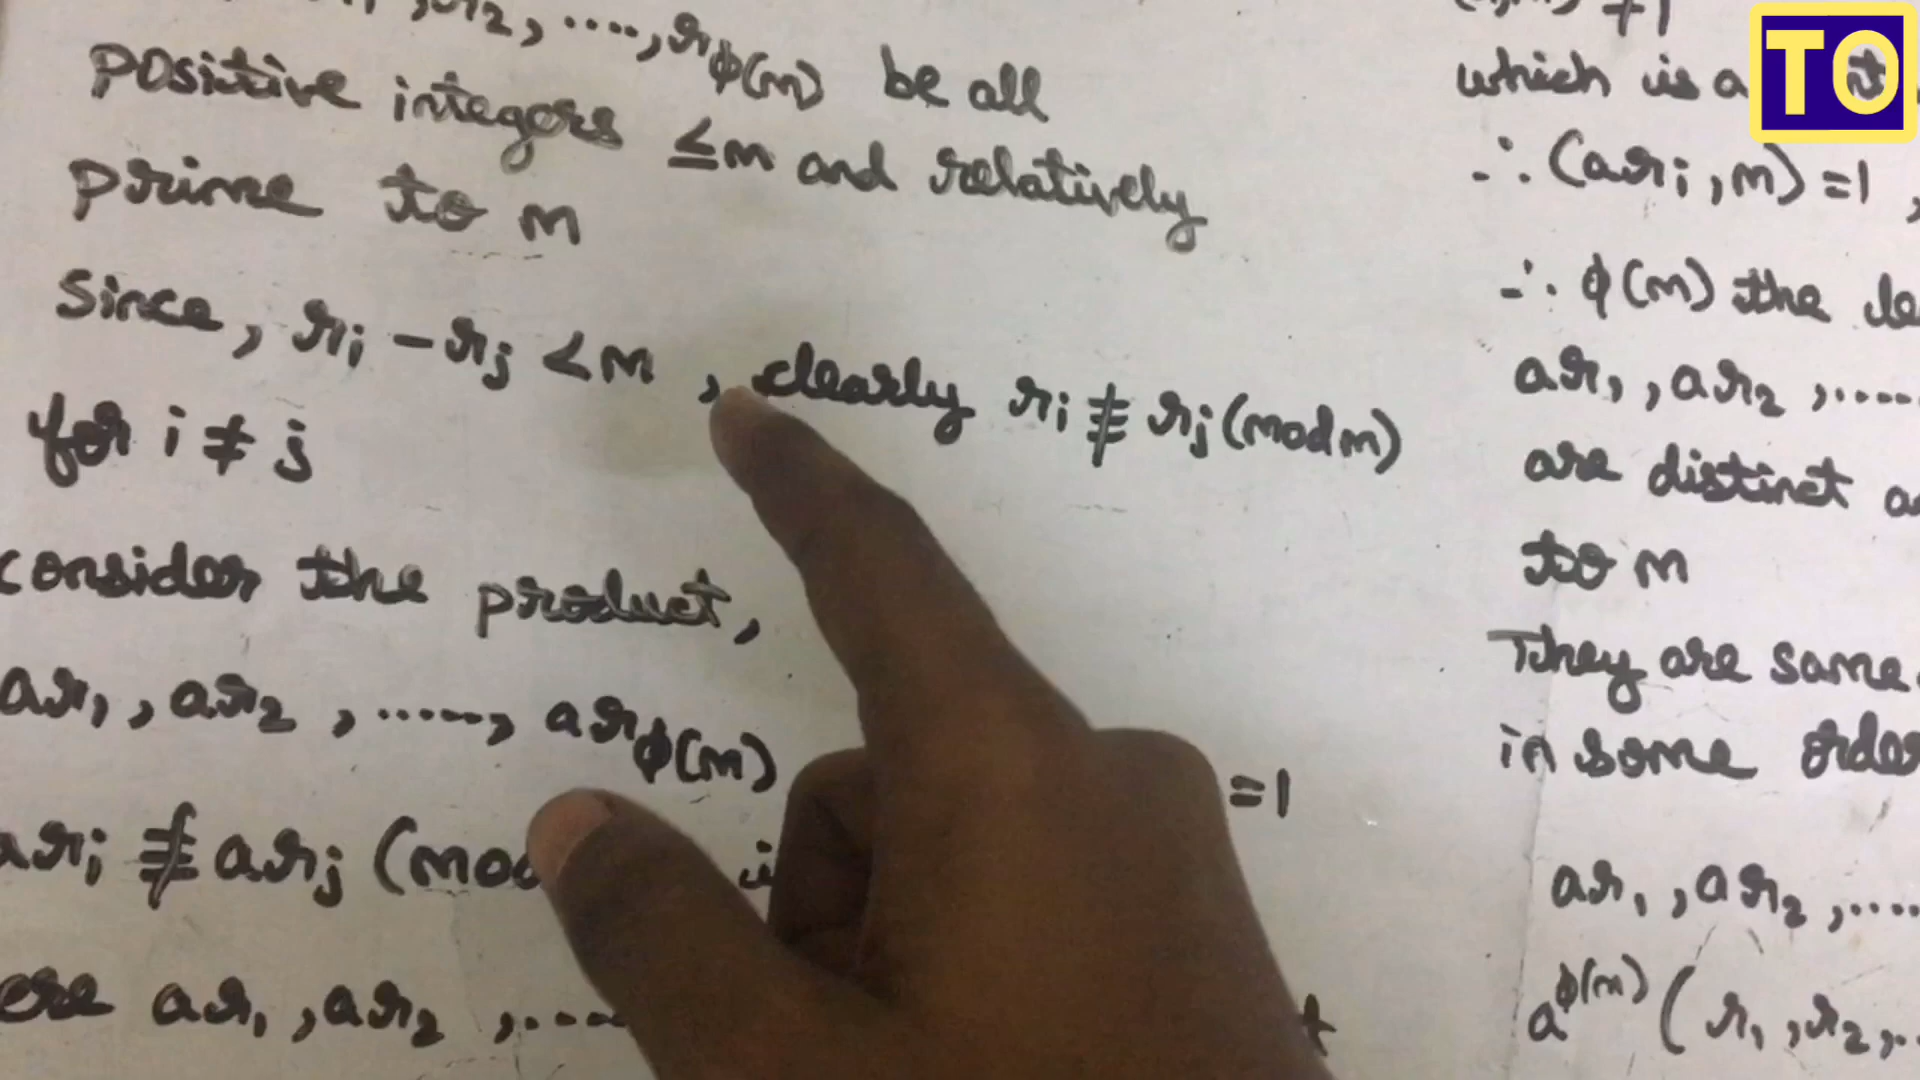 r₂, ....., r_φ(m) be all
positive integers ≤m and relatively
prime to m
Since, rᵢ - rⱼ < m , clearly rᵢ ≢ rⱼ (mod m)
for i ≠ j
consider the product,
ar₁, ar₂, ......, ar_φ(m)
arᵢ ≢ arⱼ (mod
=1
ar₁, ar₂, ....
≠1
which is a
∴ (arᵢ, m) = 1,
∴ φ(m) the
ar₁, ar₂, .....
are distinct
to m
They are same
in some order
ar₁, ar₂, ....
a^φ(m) (r₁, r₂, ..
TO